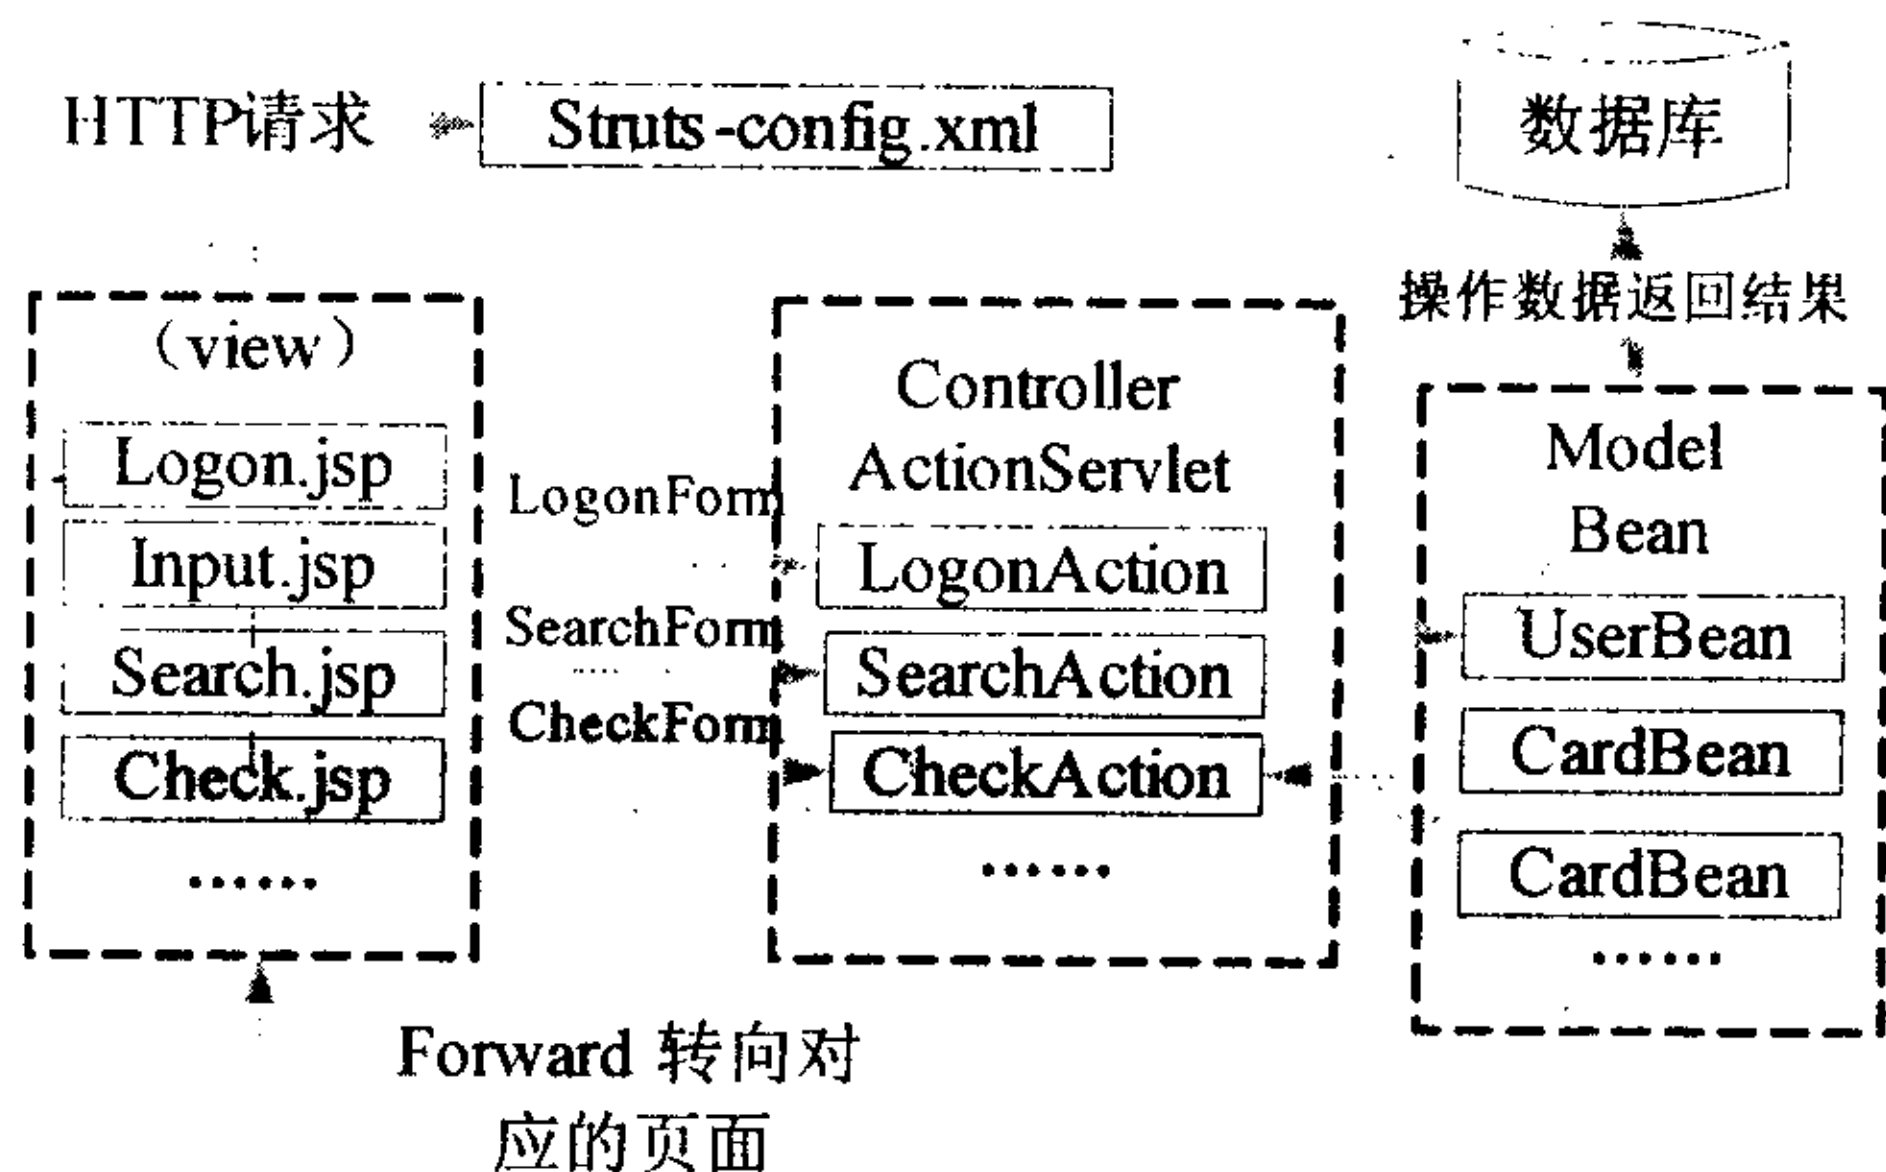 HTTP请求
Struts-config.xml
数据库
操作数据返回结果
（view）
Logon.jsp
Input.jsp
Search.jsp
Check.jsp
......
LogonForm
SearchForm
CheckForm
Controller
ActionServlet
LogonAction
SearchAction
CheckAction
......
Model
Bean
UserBean
CardBean
CardBean
......
Forward 转向对
应的页面